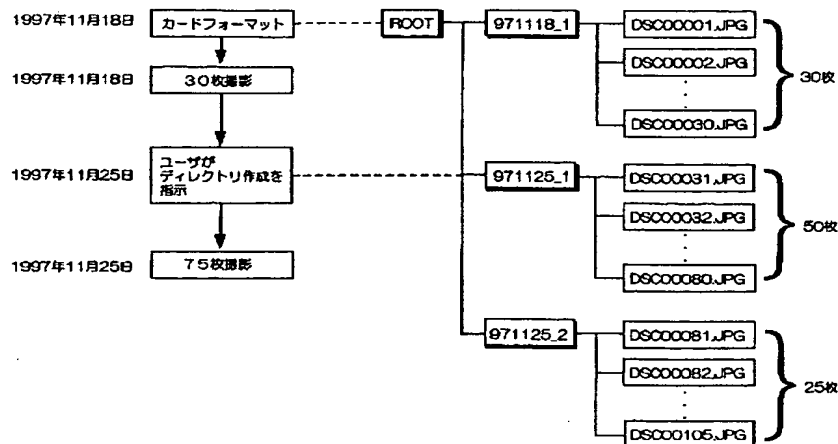 1997年11月18日
カードフォーマット
1997年11月18日
30枚撮影
1997年11月25日
ユーザが
ディレクトリ作成を
指示
1997年11月25日
75枚撮影
ROOT
971118_1
DSC00001.JPG
DSC00002.JPG
DSC00030.JPG
30枚
971125_1
DSC00031.JPG
DSC00032.JPG
DSC00080.JPG
50枚
971125_2
DSC00081.JPG
DSC00082.JPG
DSC00105.JPG
25枚